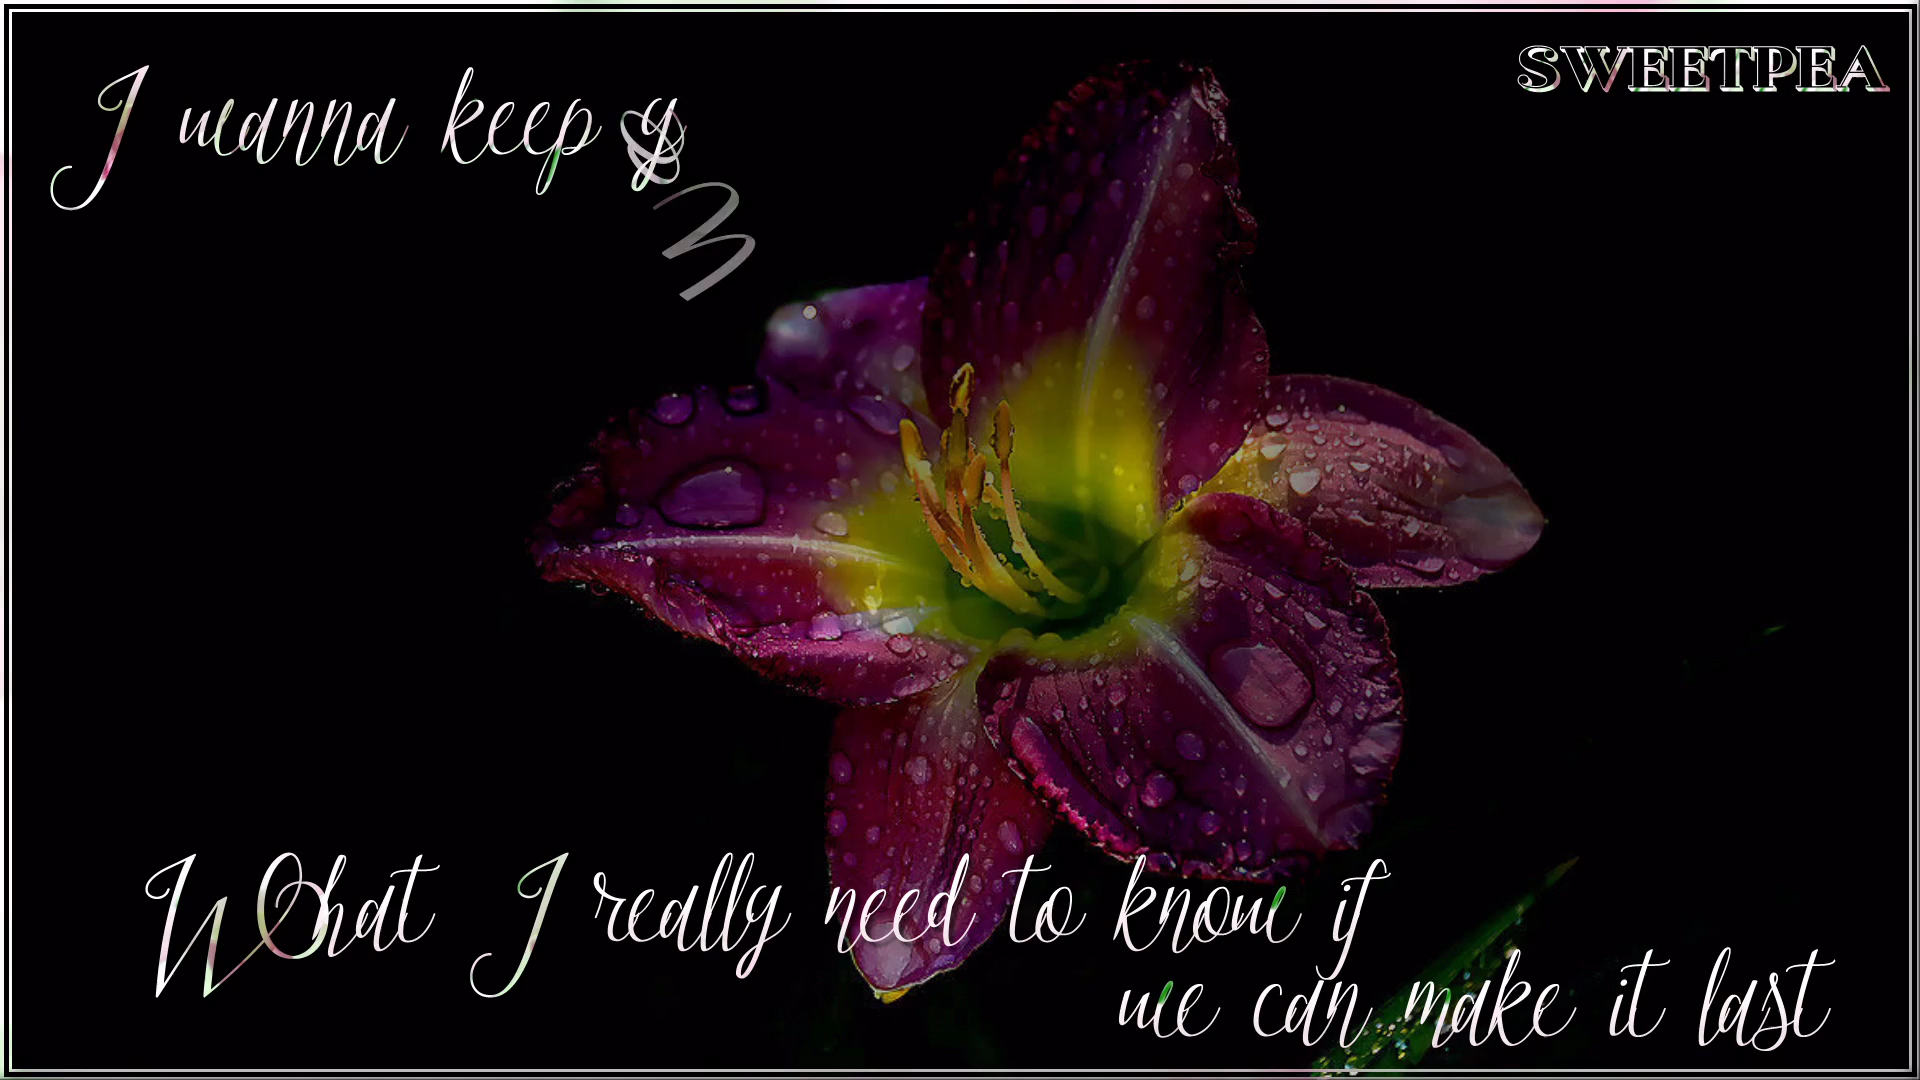 I wanna keep y
SWEETPEA
What I really need to know if
we can make it last